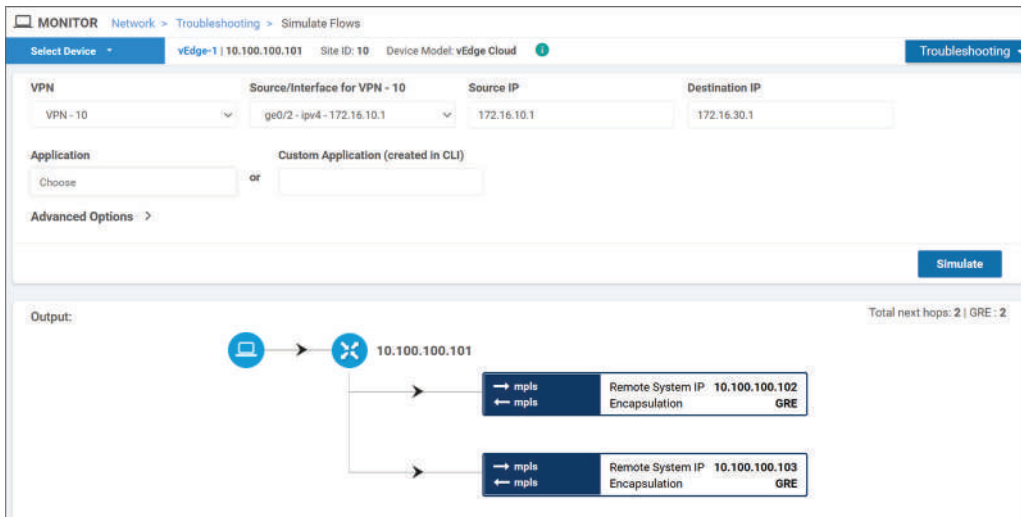 MONITOR Network > Troubleshooting > Simulate Flows
Select Device vEdge-1 | 10.100.100.101 Site ID: 10 Device Model: vEdge Cloud i Troubleshooting
VPN Source/Interface for VPN - 10 Source IP Destination IP
VPN - 10 ge0/2 - ipv4 - 172.16.10.1 172.16.10.1 172.16.30.1
Application Custom Application (created in CLI)
Choose or
Advanced Options >
Simulate
Output: Total next hops: 2 | GRE : 2
10.100.100.101
→ mpls Remote System IP 10.100.100.102
← mpls Encapsulation GRE
→ mpls Remote System IP 10.100.100.103
← mpls Encapsulation GRE